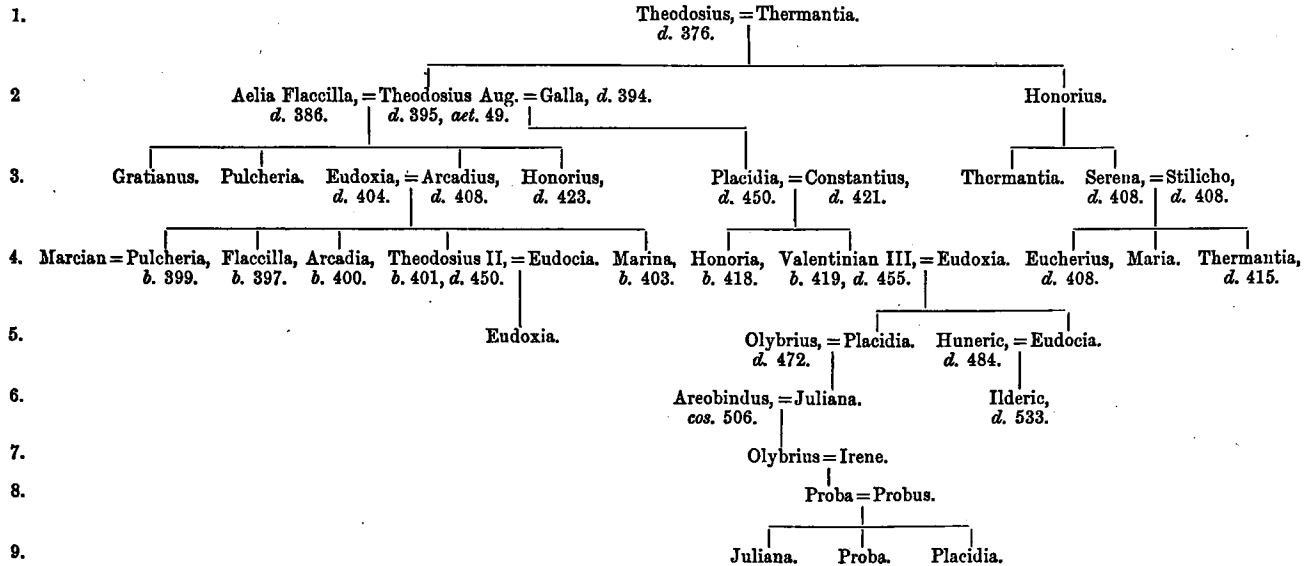 1. Theodosius, = Thermantia.
d. 376.
2 Aelia Flaccilla, = Theodosius Aug. = Galla, d. 394. Honorius.
d. 386. d. 395, aet. 49.
3. Gratianus. Pulcheria. Eudoxia, = Arcadius, Honorius, Placidia, = Constantius, Thermantia. Serena, = Stilicho,
d. 404. d. 408. d. 423. d. 450. d. 421. d. 408. d. 408.
4. Marcian = Pulcheria, Flaccilla, Arcadia, Theodosius II, = Eudocia. Marina, Honoria, Valentinian III, = Eudoxia. Eucherius, Maria. Thermantia,
b. 399. b. 397. b. 400. b. 401, d. 450. b. 403. b. 418. b. 419, d. 455. d. 408. d. 415.
5. Eudoxia. Olybrius, = Placidia. Huneric, = Eudocia.
d. 472. d. 484.
6. Areobindus, = Juliana. Ilderic,
cos. 506. d. 533.
7. Olybrius = Irene.
8. Proba = Probus.
9. Juliana. Proba. Placidia.